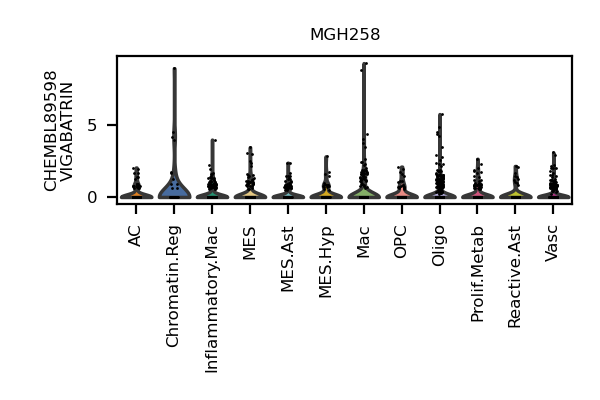 MGH258
CHEMBL89598
VIGABATRIN
5
0
AC
Chromatin.Reg
Inflammatory.Mac
MES
MES.Ast
MES.Hyp
Mac
OPC
Oligo
Prolif.Metab
Reactive.Ast
Vasc